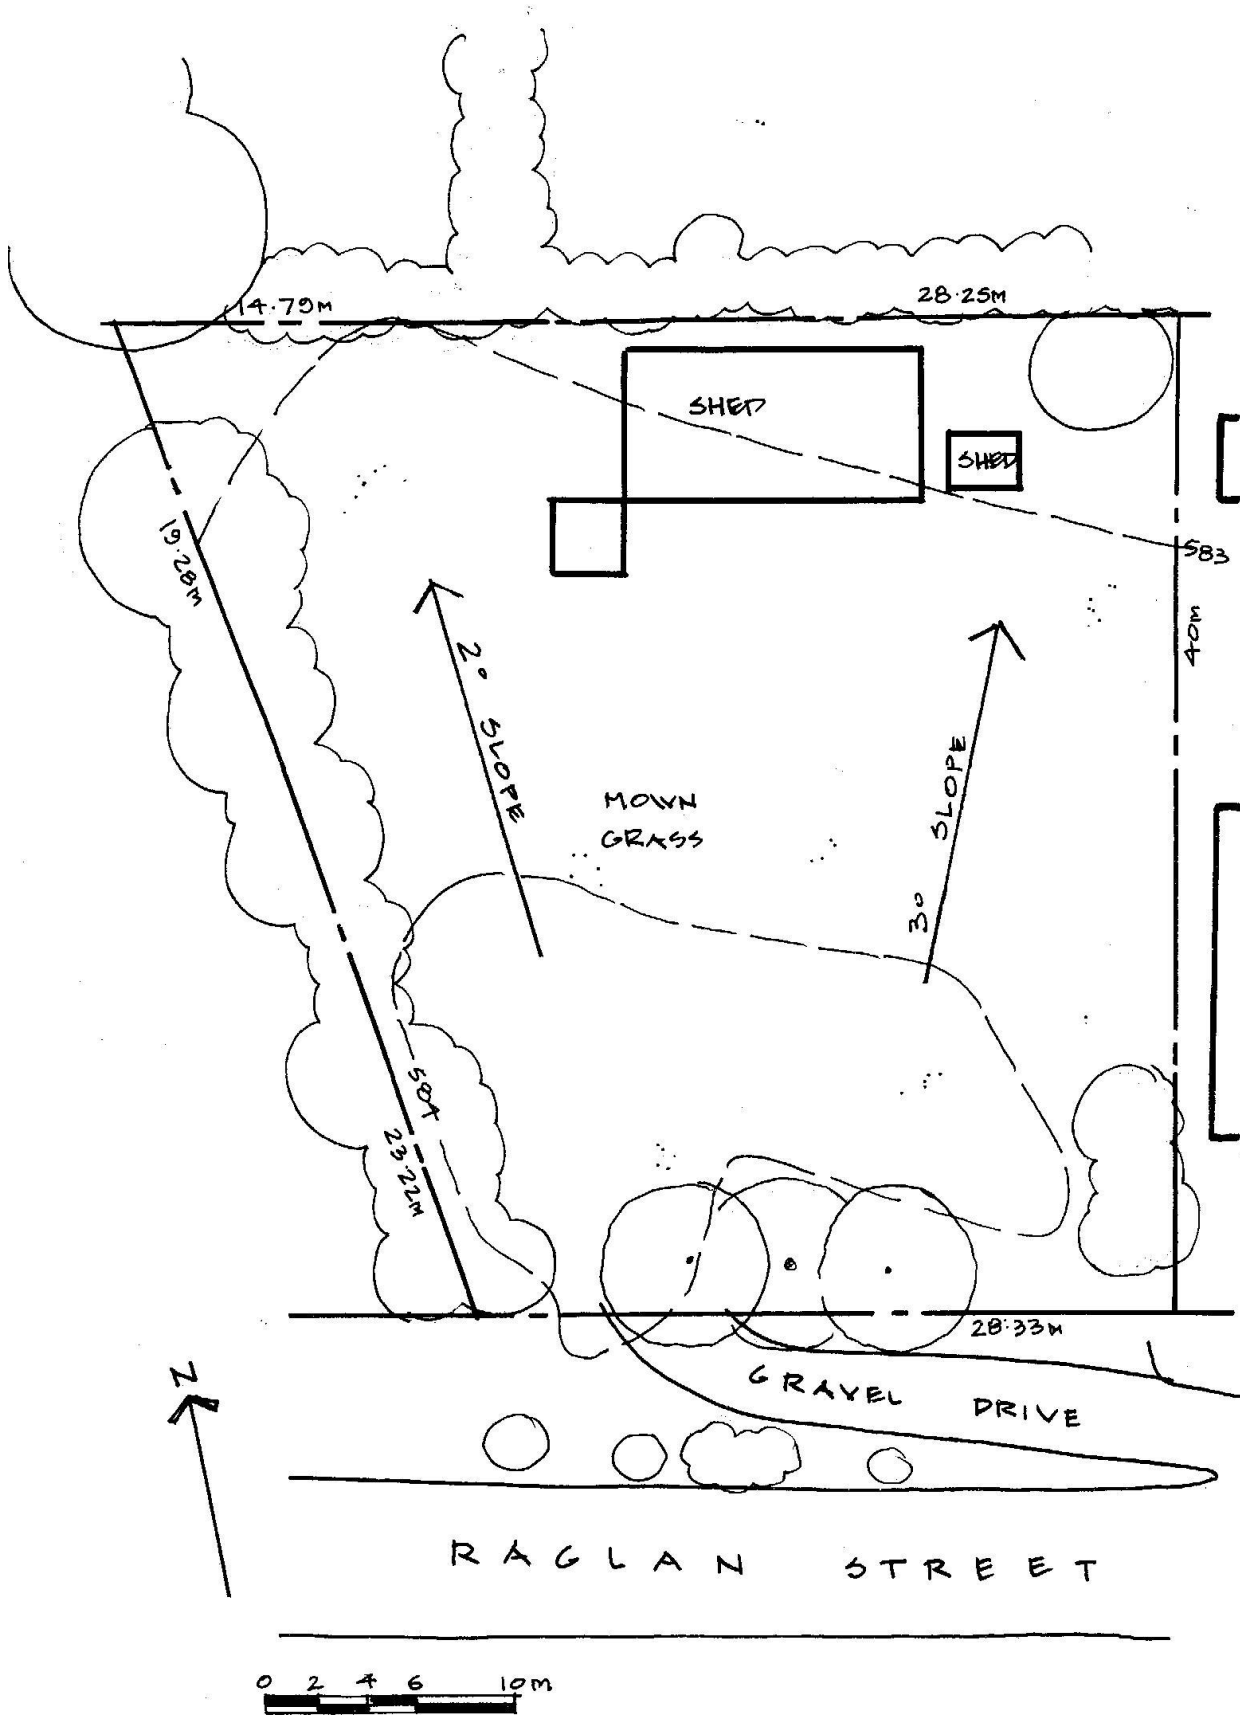 14.79M
28.25M
SHED
SHED
583
19.28M
40M
2° SLOPE
3° SLOPE
MOWN
GRASS
584
23.22M
28.33M
GRAVEL DRIVE
N
RAGLAN STREET
0 2 4 6 10M